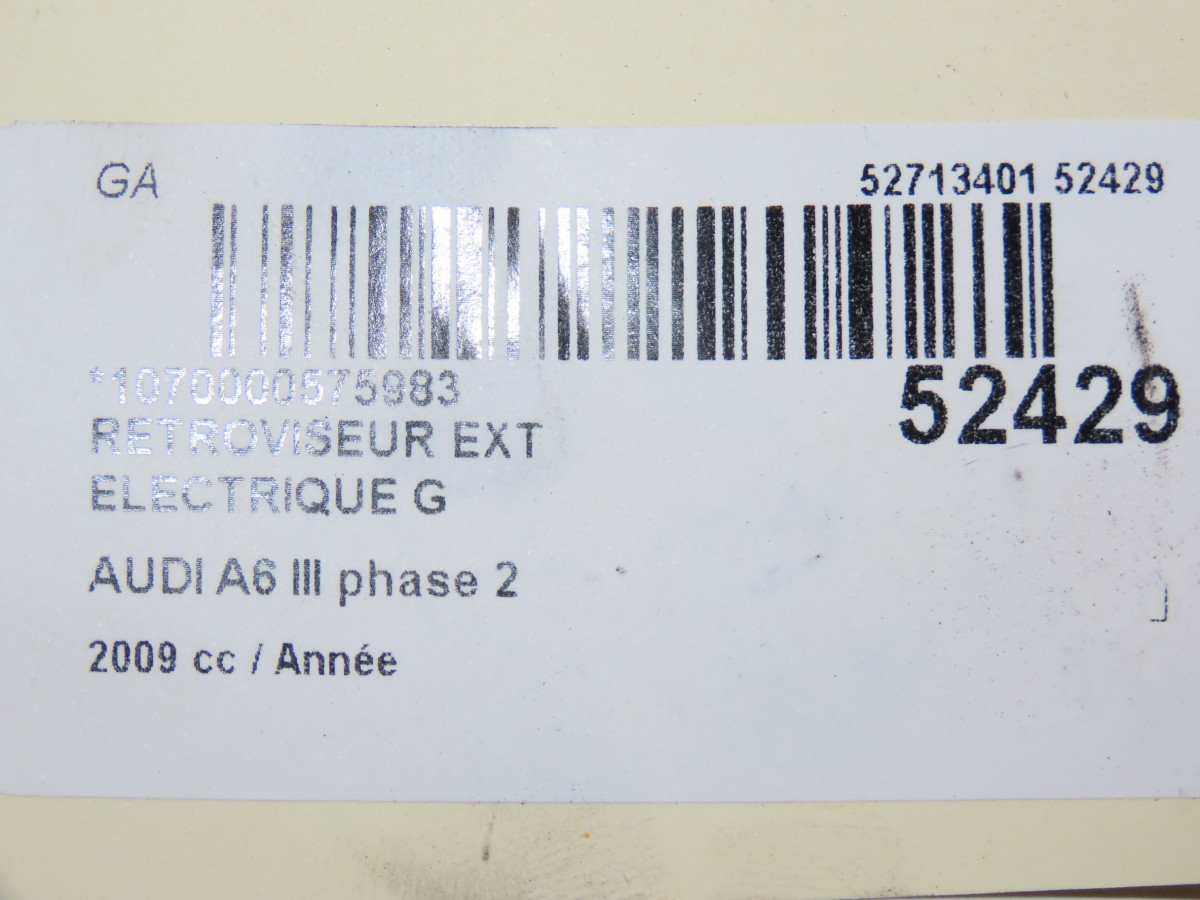 GA
52713401 52429
*1070000575983
52429
RETROVISEUR EXT
ELECTRIQUE G
AUDI A6 III phase 2
2009 cc / Année